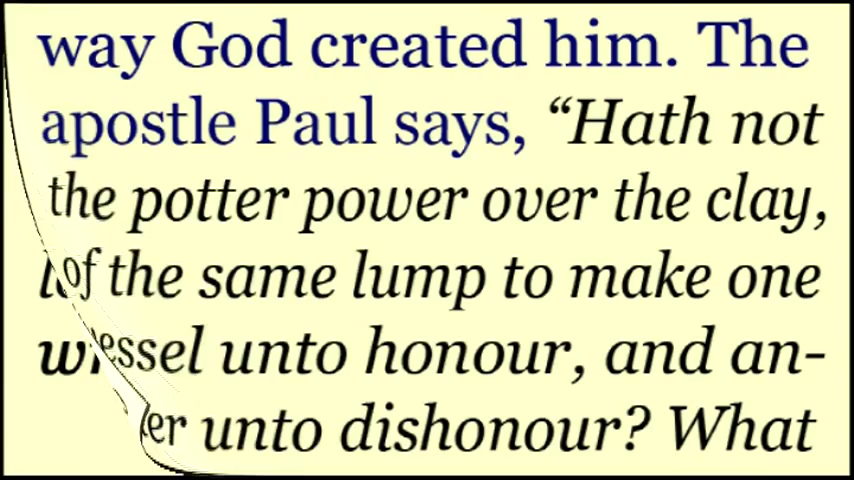 way God created him. The
apostle Paul says, “Hath not
the potter power over the clay,
of the same lump to make one
unto honour, and an-
unto dishonour? What